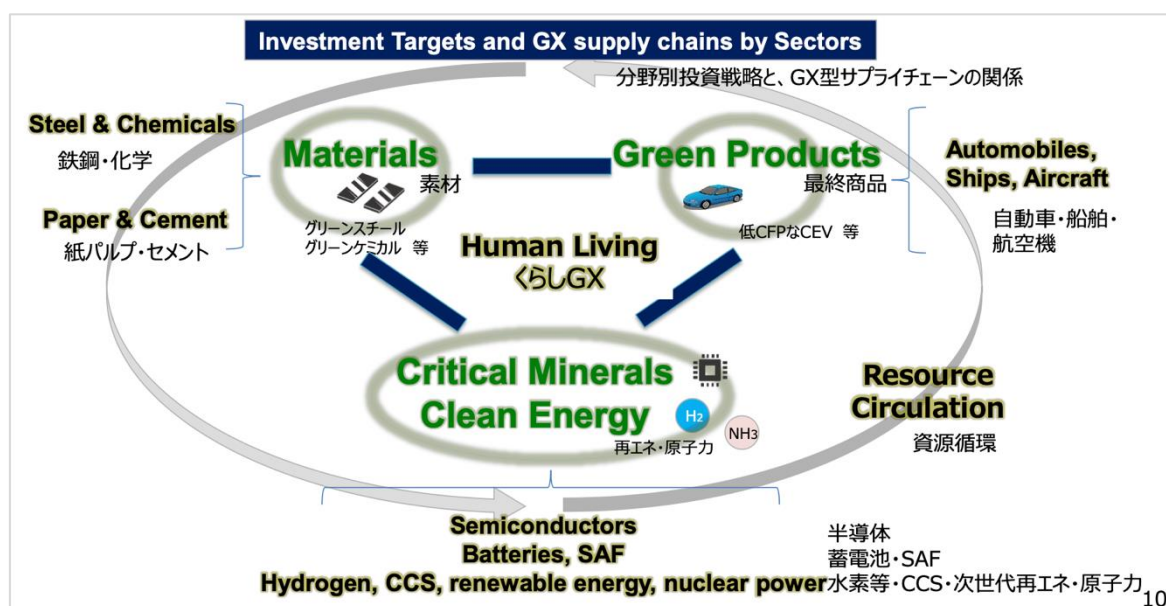 Investment Targets and GX supply chains by Sectors
分野別投資戦略と、GX型サプライチェーンの関係
Steel & Chemicals
鉄鋼・化学
Paper & Cement
紙パルプ・セメント
Materials
素材
グリーンスチール
グリーンケミカル 等
Green Products
最終商品
低CFPなCEV 等
Automobiles,
Ships, Aircraft
自動車・船舶・
航空機
Human Living
くらしGX
Critical Minerals
Clean Energy
H2
NH3
再エネ・原子力
Resource
Circulation
資源循環
Semiconductors
Batteries, SAF
Hydrogen, CCS, renewable energy, nuclear power
半導体
蓄電池・SAF
水素等・CCS・次世代再エネ・原子力
10